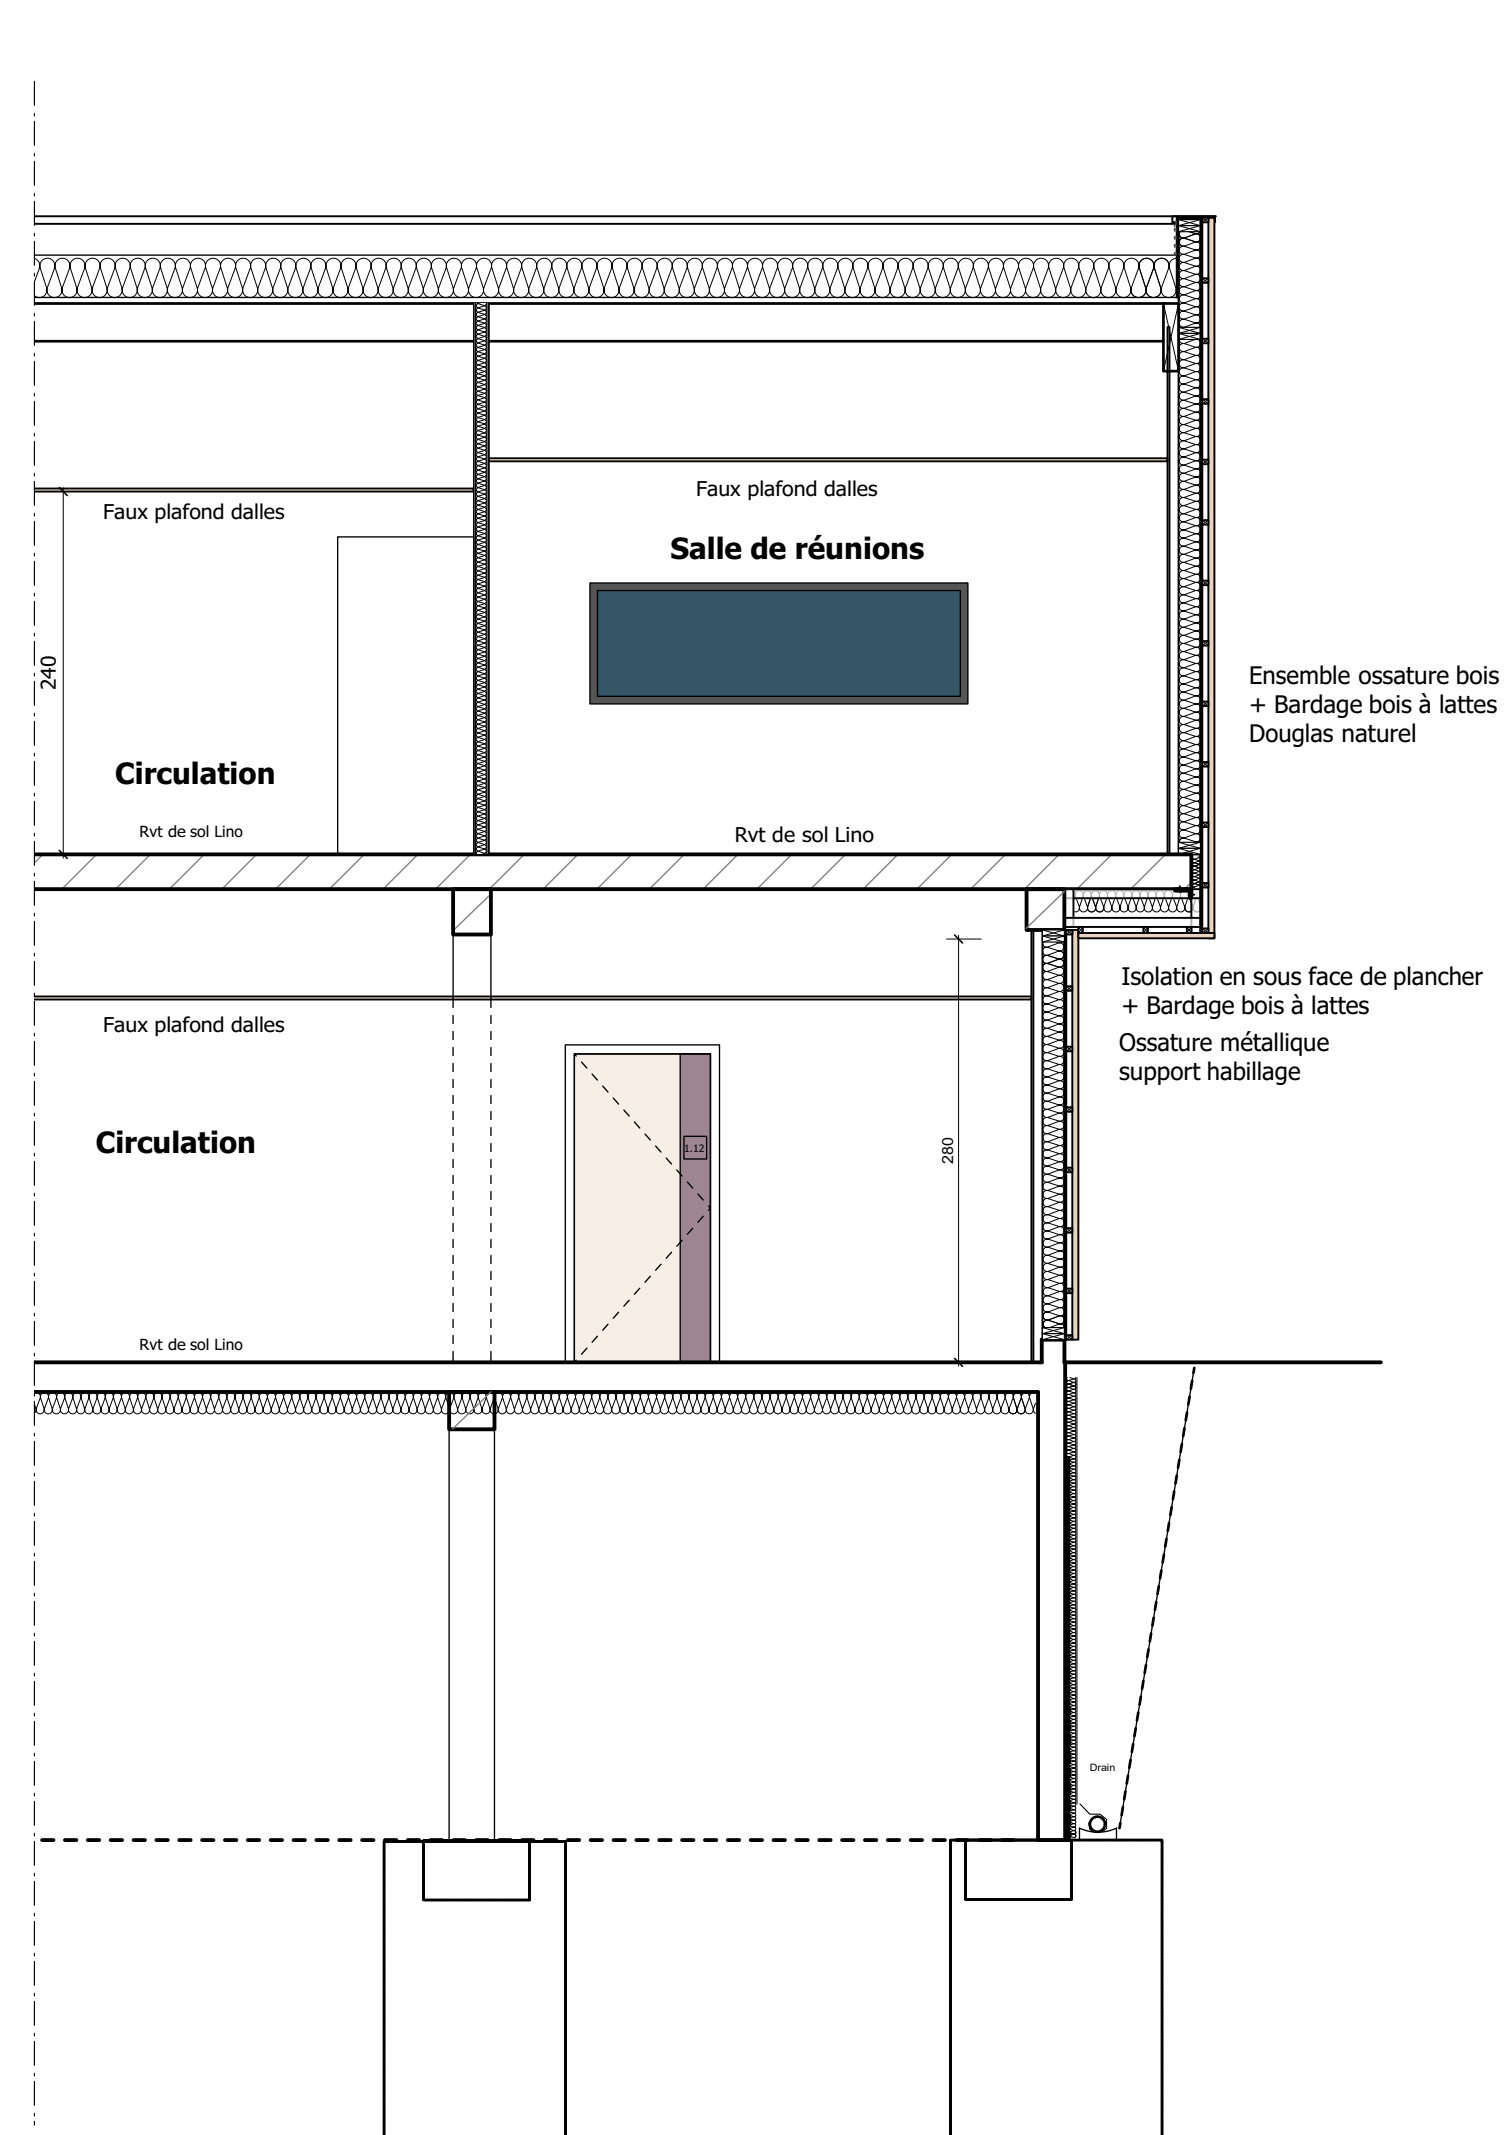 Faux plafond dalles
Faux plafond dalles
Salle de réunions
240
Ensemble ossature bois
+ Bardage bois à lattes
Douglas naturel
Circulation
Rvt de sol Lino
Rvt de sol Lino
Isolation en sous face de plancher
+ Bardage bois à lattes
Ossature métallique
support habillage
Faux plafond dalles
Circulation
1.12
280
Rvt de sol Lino
Drain